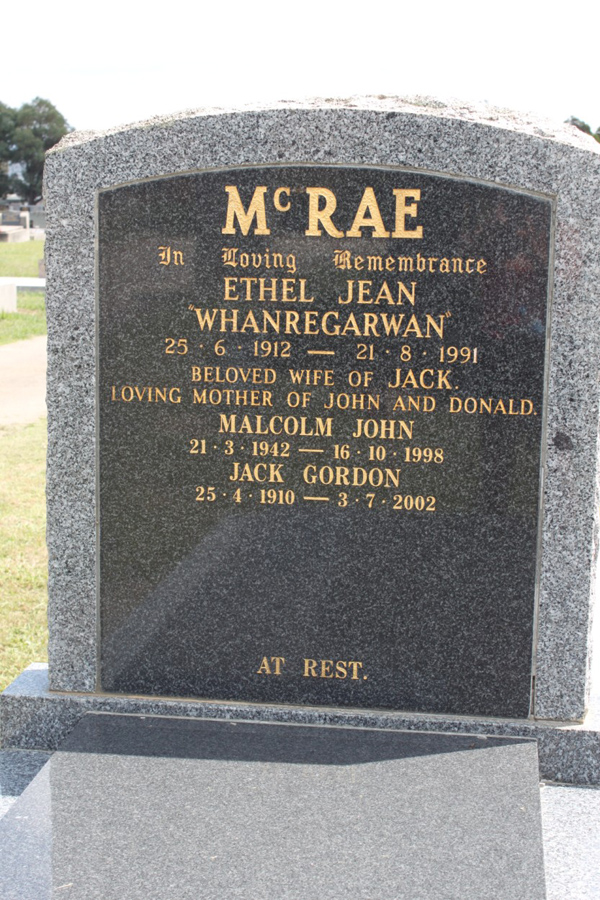 McRAE
In Loving Remembrance
ETHEL JEAN
"WHANREGARWAN"
25 · 6 · 1912 — 21 · 8 · 1991
BELOVED WIFE OF JACK.
LOVING MOTHER OF JOHN AND DONALD.
MALCOLM JOHN
21 · 3 · 1942 — 16 · 10 · 1998
JACK GORDON
25 · 4 · 1910 — 3 · 7 · 2002
AT REST.